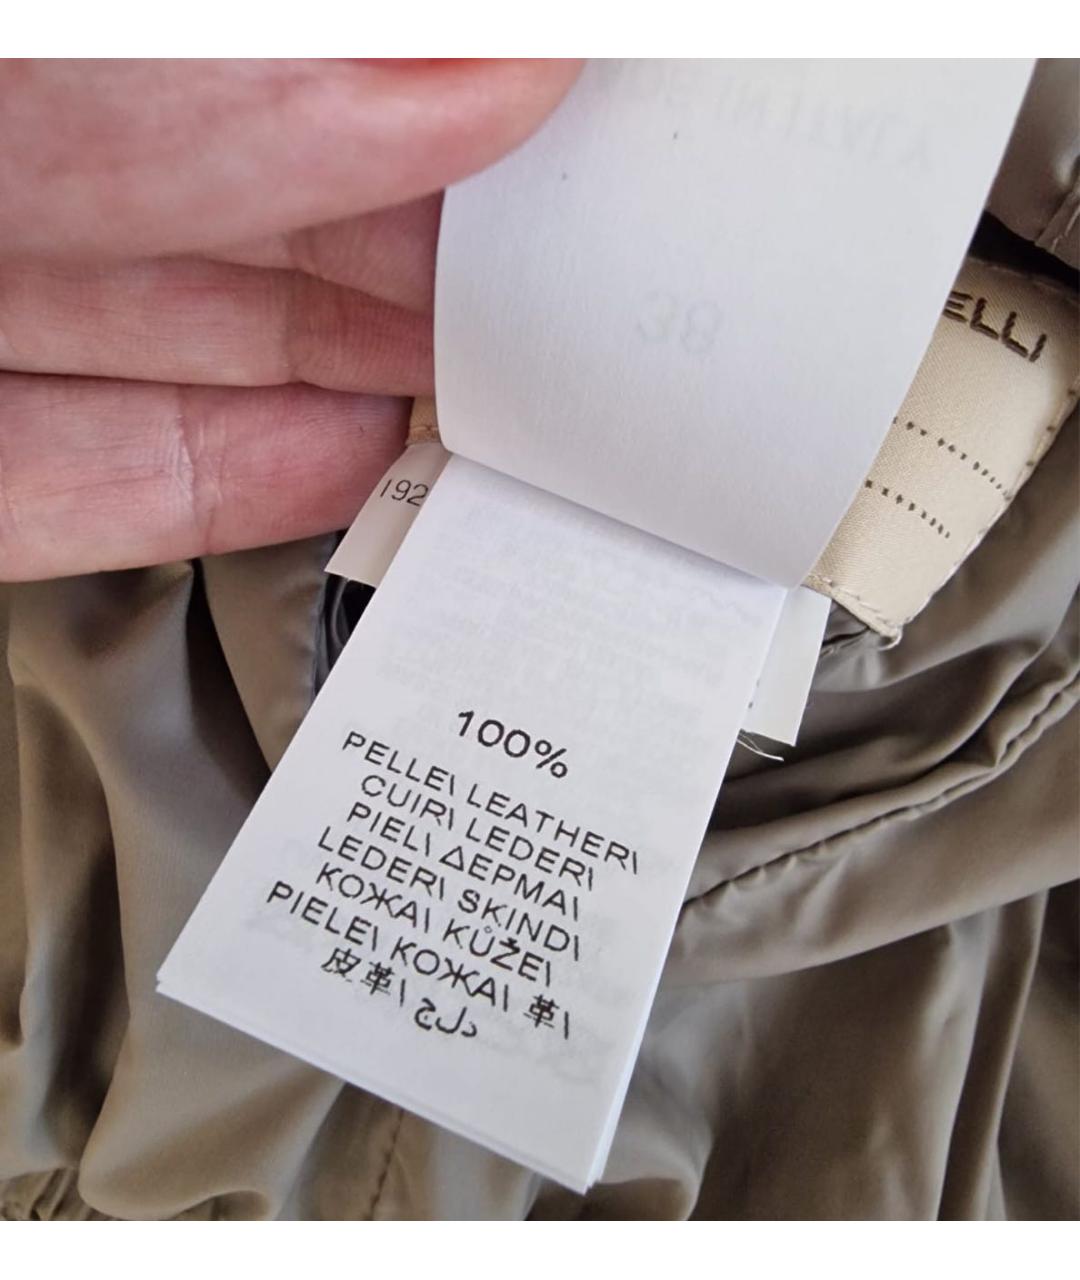 38
ELLI
192
100%
PELLE\ LEATHER\
CUIR\ LEDER\
PIEL\ ΔΕΡΜΑ\
LEDER\ SKIND\
КОЖА\ KŮŽE\
PIELE\ КОЖА\ 革\
皮革\ دلج